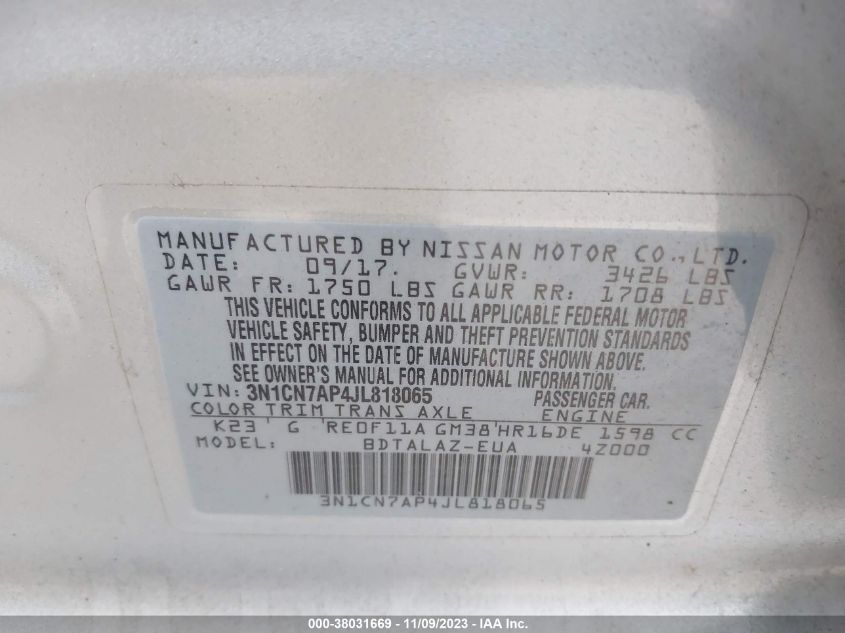 MANUFACTURED BY NISSAN MOTOR CO., LTD.
DATE: 09/17. GVWR: 3426 LBS
GAWR FR: 1750 LBS GAWR RR: 1708 LBS
THIS VEHICLE CONFORMS TO ALL APPLICABLE FEDERAL MOTOR
VEHICLE SAFETY, BUMPER AND THEFT PREVENTION STANDARDS
IN EFFECT ON THE DATE OF MANUFACTURE SHOWN ABOVE.
SEE OWNER'S MANUAL FOR ADDITIONAL INFORMATION.
VIN: 3N1CN7AP4JL818065 PASSENGER CAR.
COLOR TRIM TRANS AXLE ENGINE
K23 ' G 'RE0F11A GM38'HR16DE 1598 CC
MODEL: BDTALAZ-EUA 4Z000
3N1CN7AP4JL818065
000-38031669 - 11/09/2023 - IAA Inc.